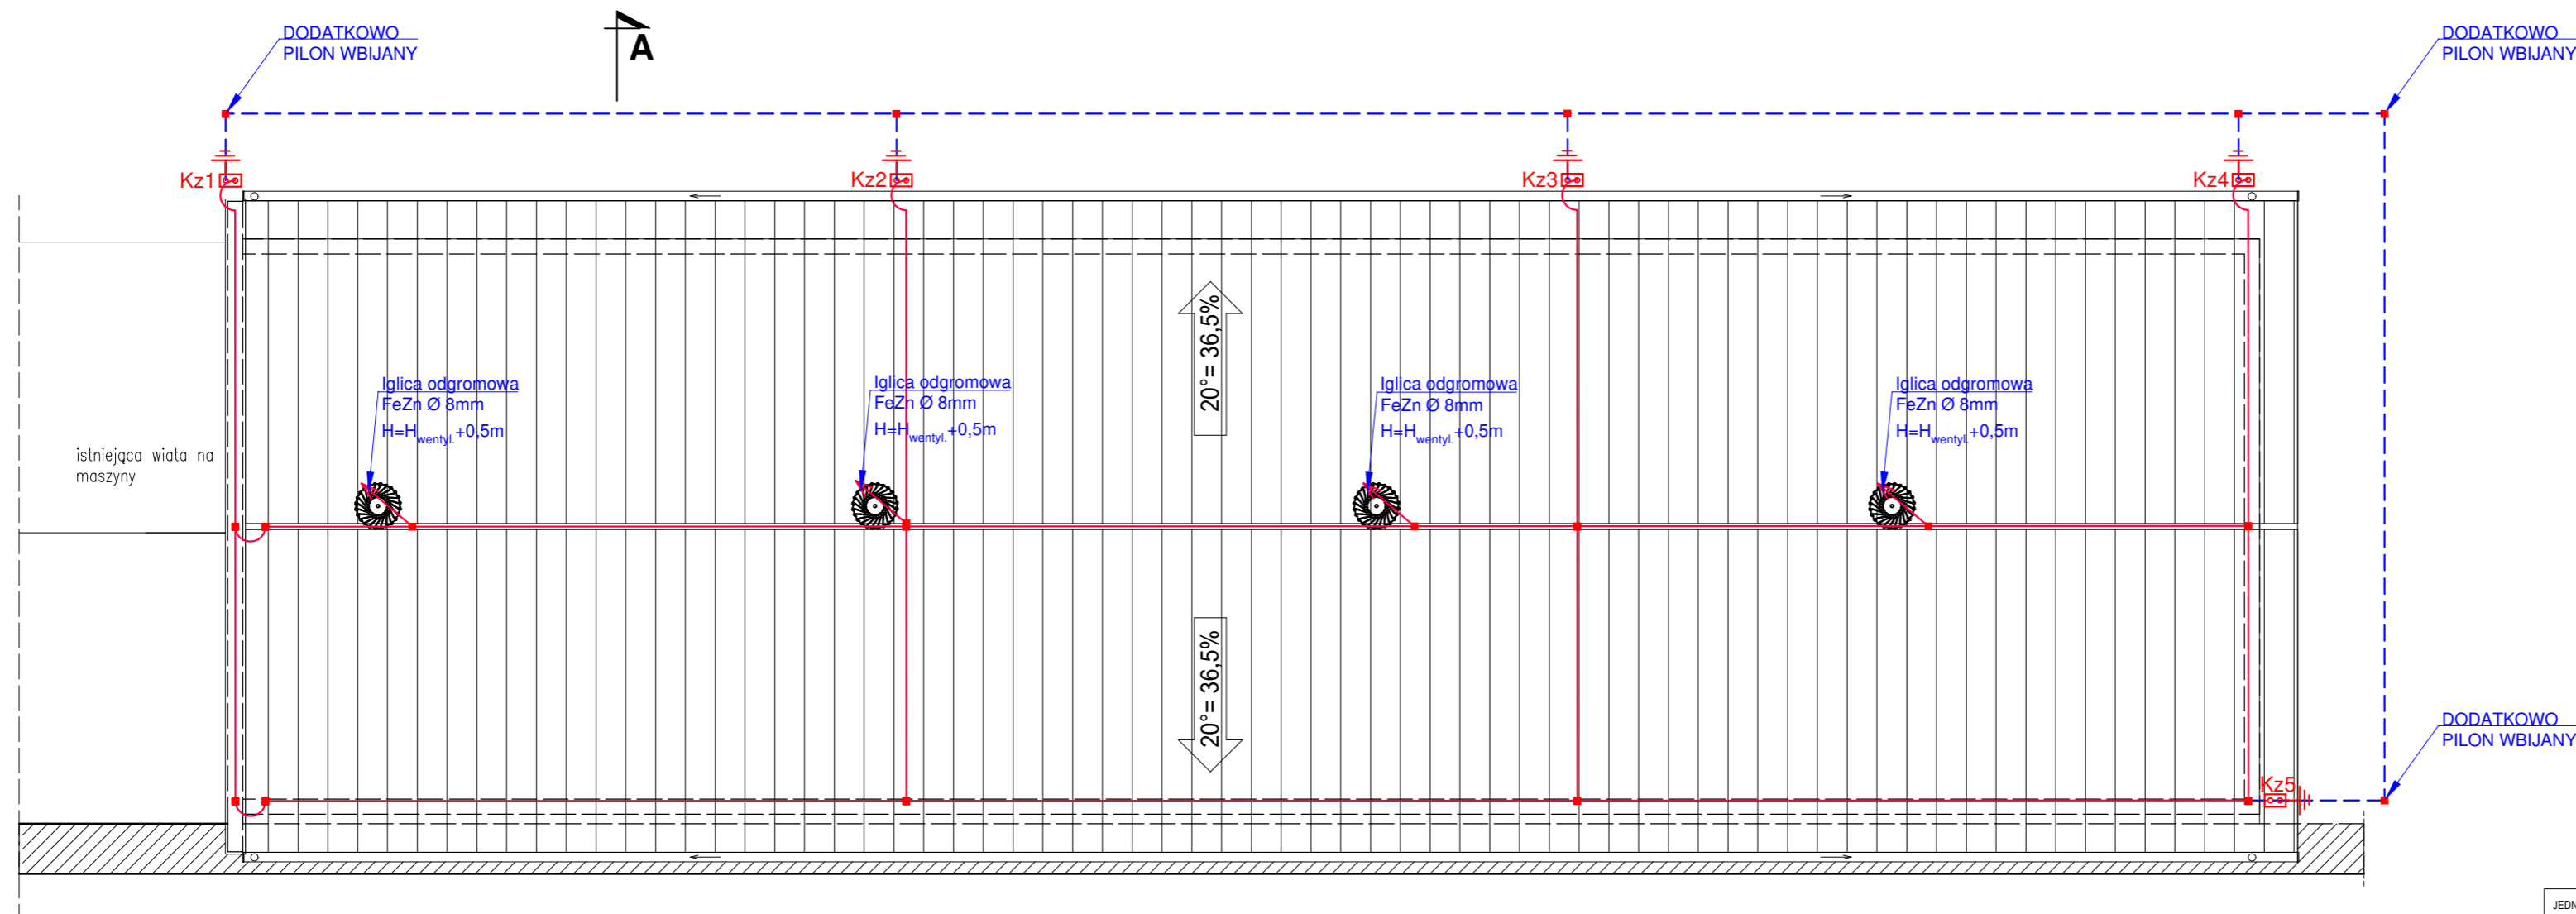 DODATKOWO
PILON WBIJANY
A
DODATKOWO
PILON WBIJANY
Kz1
Kz2
Kz3
Kz4
20°= 36,5%
Iglica odgromowa
FeZn Ø 8mm
H=Hwentyl.+0,5m
Iglica odgromowa
FeZn Ø 8mm
H=Hwentyl.+0,5m
Iglica odgromowa
FeZn Ø 8mm
H=Hwentyl.+0,5m
Iglica odgromowa
FeZn Ø 8mm
H=Hwentyl.+0,5m
istniejąca wiata na
maszyny
20°= 36,5%
DODATKOWO
PILON WBIJANY
Kz5
JEDN